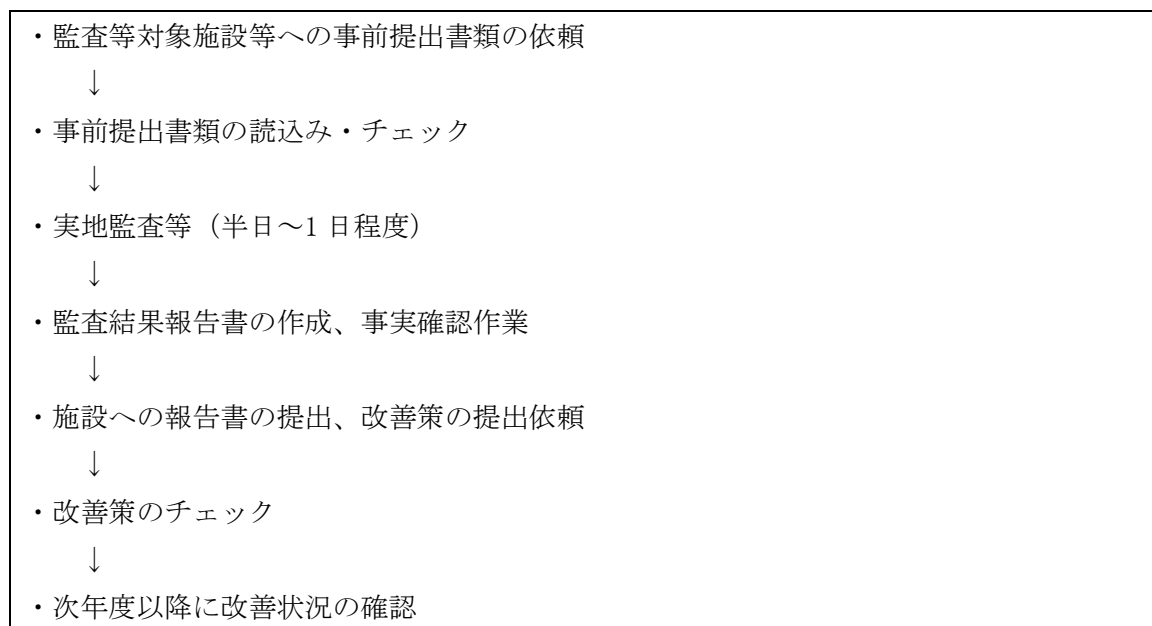 ・監査等対象施設等への事前提出書類の依頼
↓
・事前提出書類の読込み・チェック
↓
・実地監査等（半日～1 日程度）
↓
・監査結果報告書の作成、事実確認作業
↓
・施設への報告書の提出、改善策の提出依頼
↓
・改善策のチェック
↓
・次年度以降に改善状況の確認